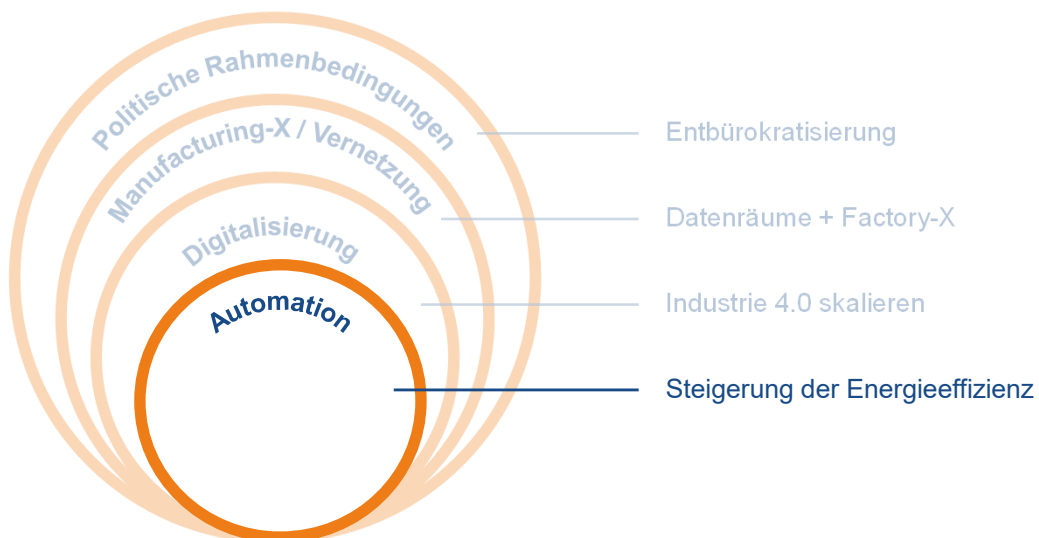 Politische Rahmenbedingungen
Entbürokratisierung
Manufacturing-X / Vernetzung
Datenräume + Factory-X
Digitalisierung
Industrie 4.0 skalieren
Automation
Steigerung der Energieeffizienz